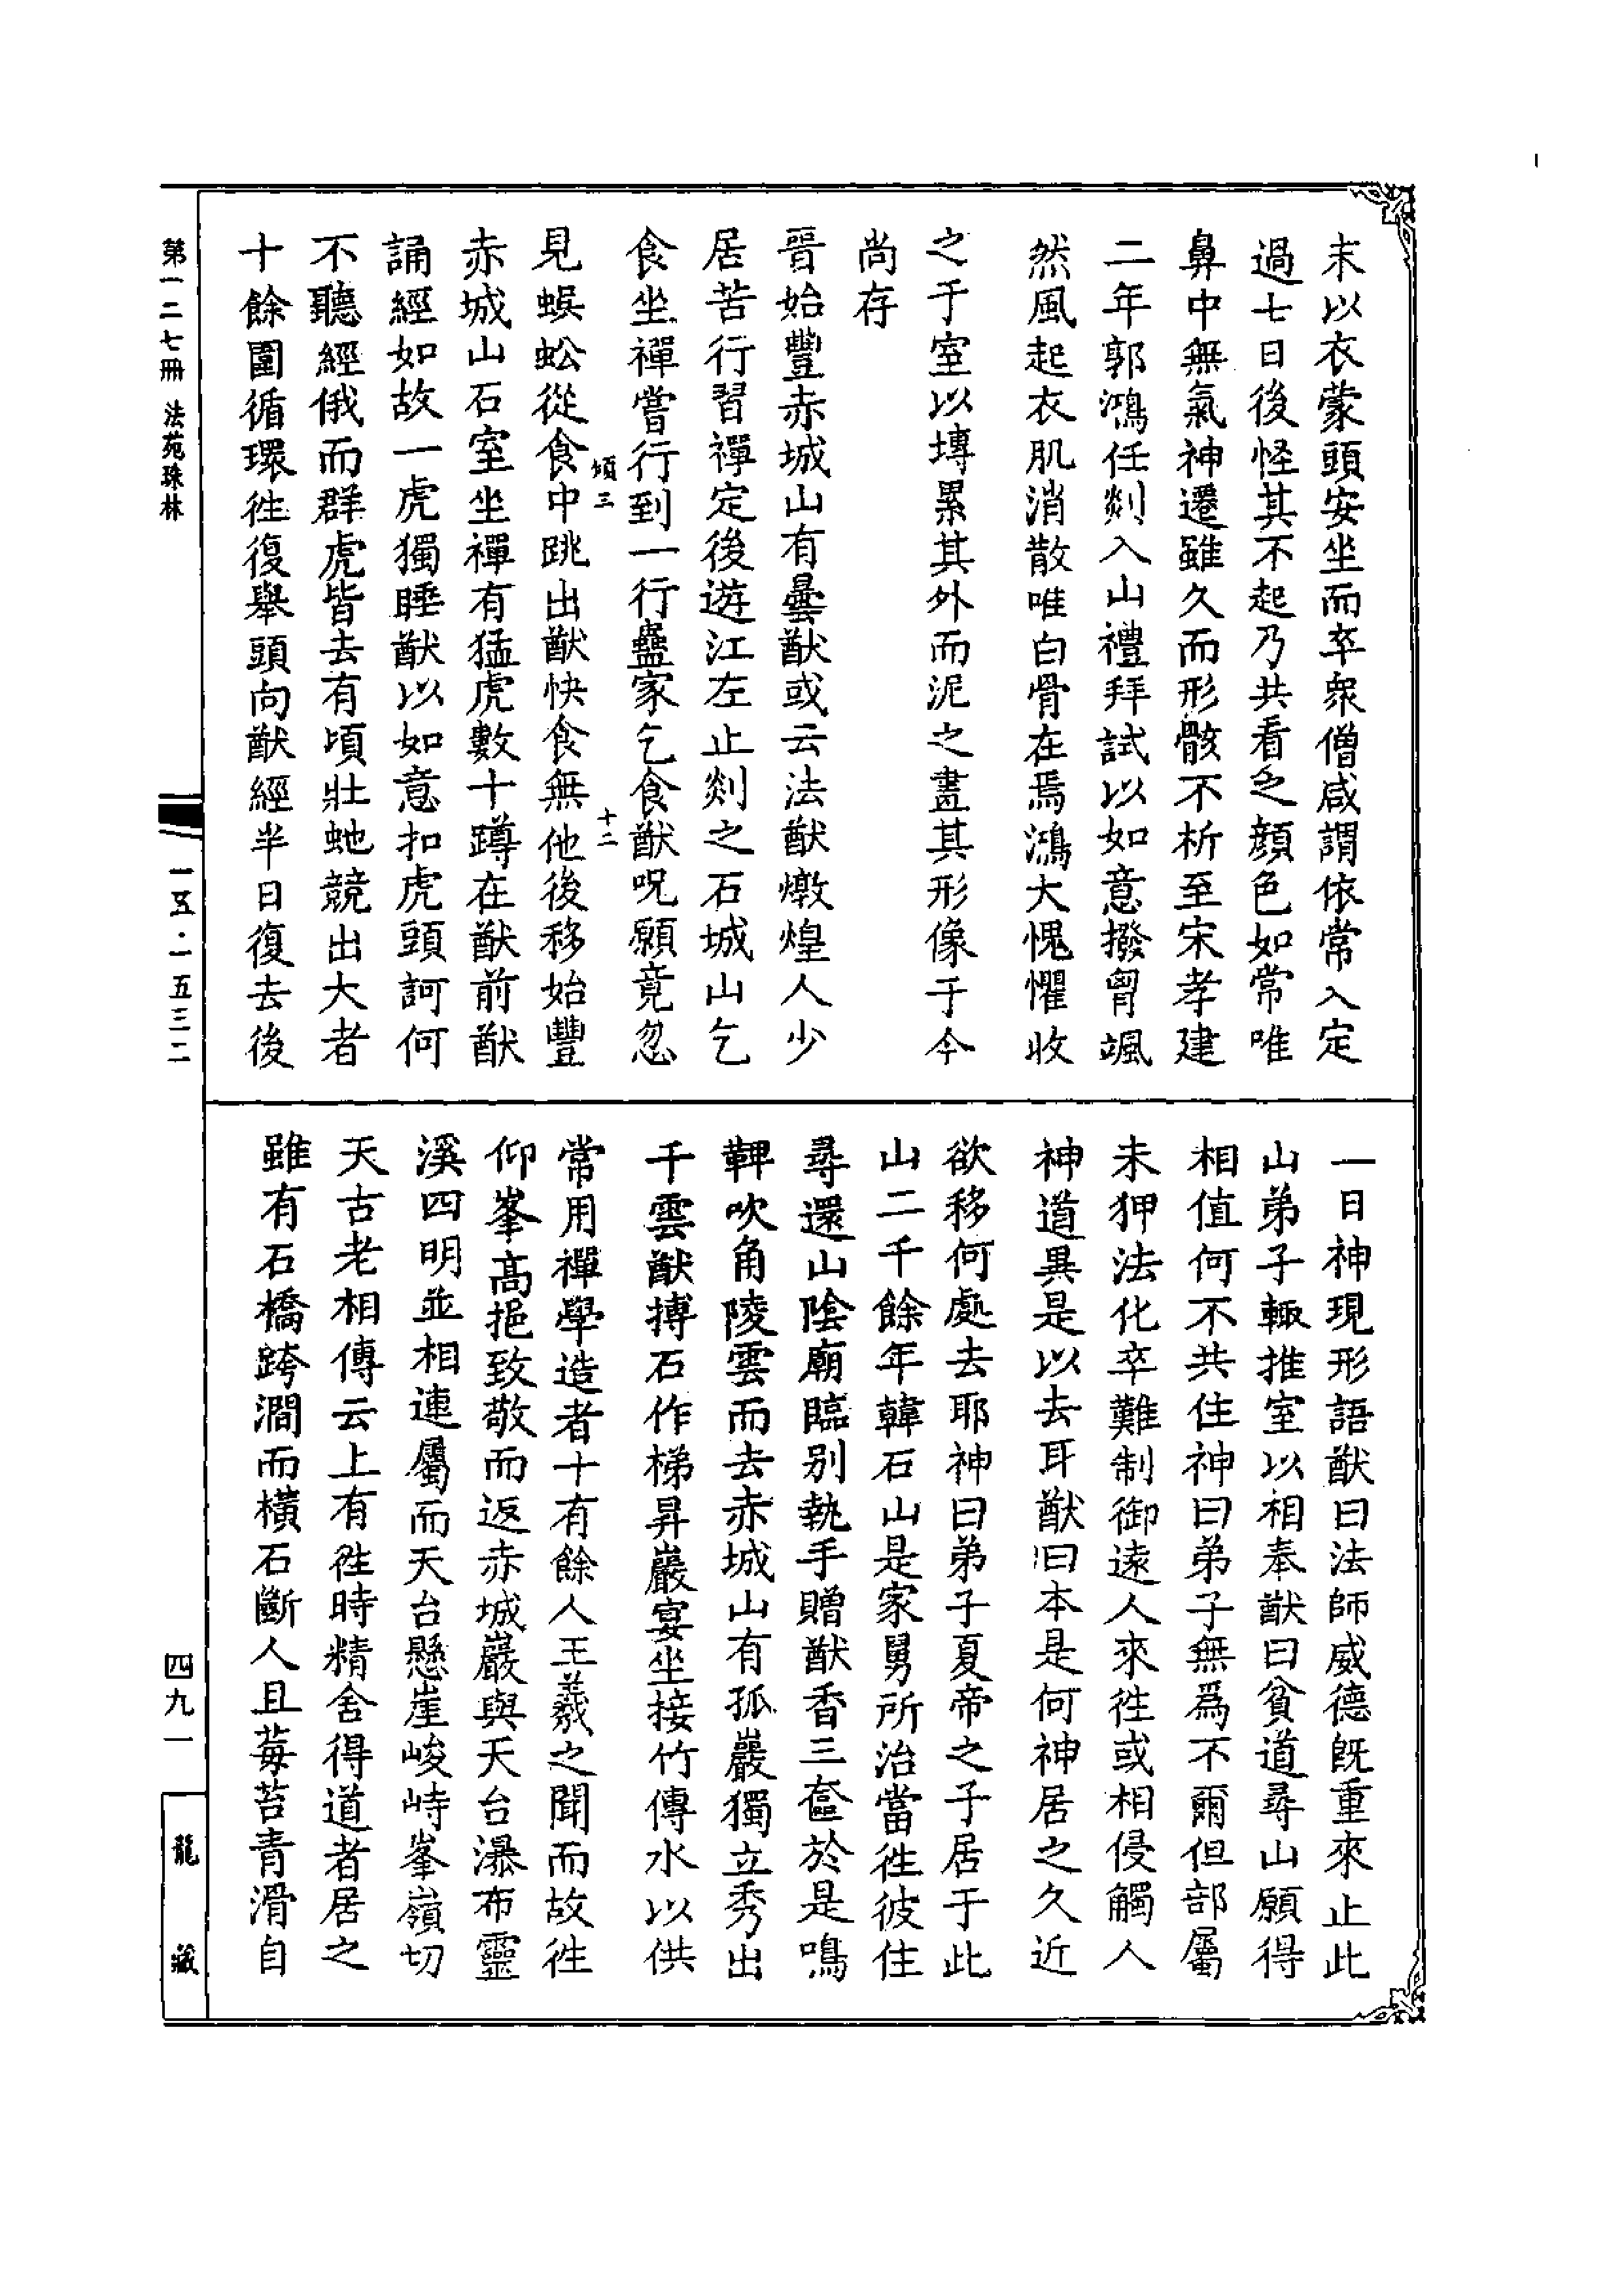 末以衣蒙頭安坐而卒衆僧咸謂依常入定
過七日後怪其不起乃共看之顔色如常唯
鼻中無氣神遷雖久而形骸不析至宋孝建
二年郭鴻任剡入山禮拜試以如意撥胷颯
然風起衣肌消散唯白骨在焉鴻大愧懼收
之于室以塼累其外而泥之畫其形像于今
尚存
晉始豐赤城山有曇猷或云法猷燉煌人少
居苦行習禪定後遊江左止剡之石城山乞
食坐禪嘗行到一行蠱家乞食猷呪願竟忽
傾三
十二
見蜈蚣從食中跳出猷快食無他後移始豐
赤城山石室坐禪有猛虎數十蹲在猷前猷
誦經如故一虎獨睡猷以如意扣虎頭訶何
不聽經俄而群虎皆去有頃壯虵競出大者
十餘圍循環徃復舉頭向猷經半日復去後
一日神現形語猷曰法師威德旣重來止此
山弟子輙推室以相奉猷曰貧道尋山願得
相值何不共住神曰弟子無爲不爾但部屬
未狎法化卒難制御遠人來徃或相侵觸人
神道異是以去耳猷曰本是何神居之久近
欲移何處去耶神曰弟子夏帝之子居于此
山二千餘年韓石山是家舅所治當徃彼住
尋還山陰廟臨別執手贈猷香三奩於是鳴
鞞吹角陵雲而去赤城山有孤巖獨立秀出
千雲猷摶石作梯昇巖宴坐接竹傳水以供
常用禪學造者十有餘人王羲之聞而故徃
仰峯高挹致敬而返赤城巖與天台瀑布靈
溪四明並相連屬而天台懸崖峻峙峯嶺切
天古老相傳云上有徃時精舍得道者居之
雖有石橋跨澗而橫石斷人且莓苔青滑自
第一二七冊 法苑珠林
一五·一五三二
四九一
龍藏